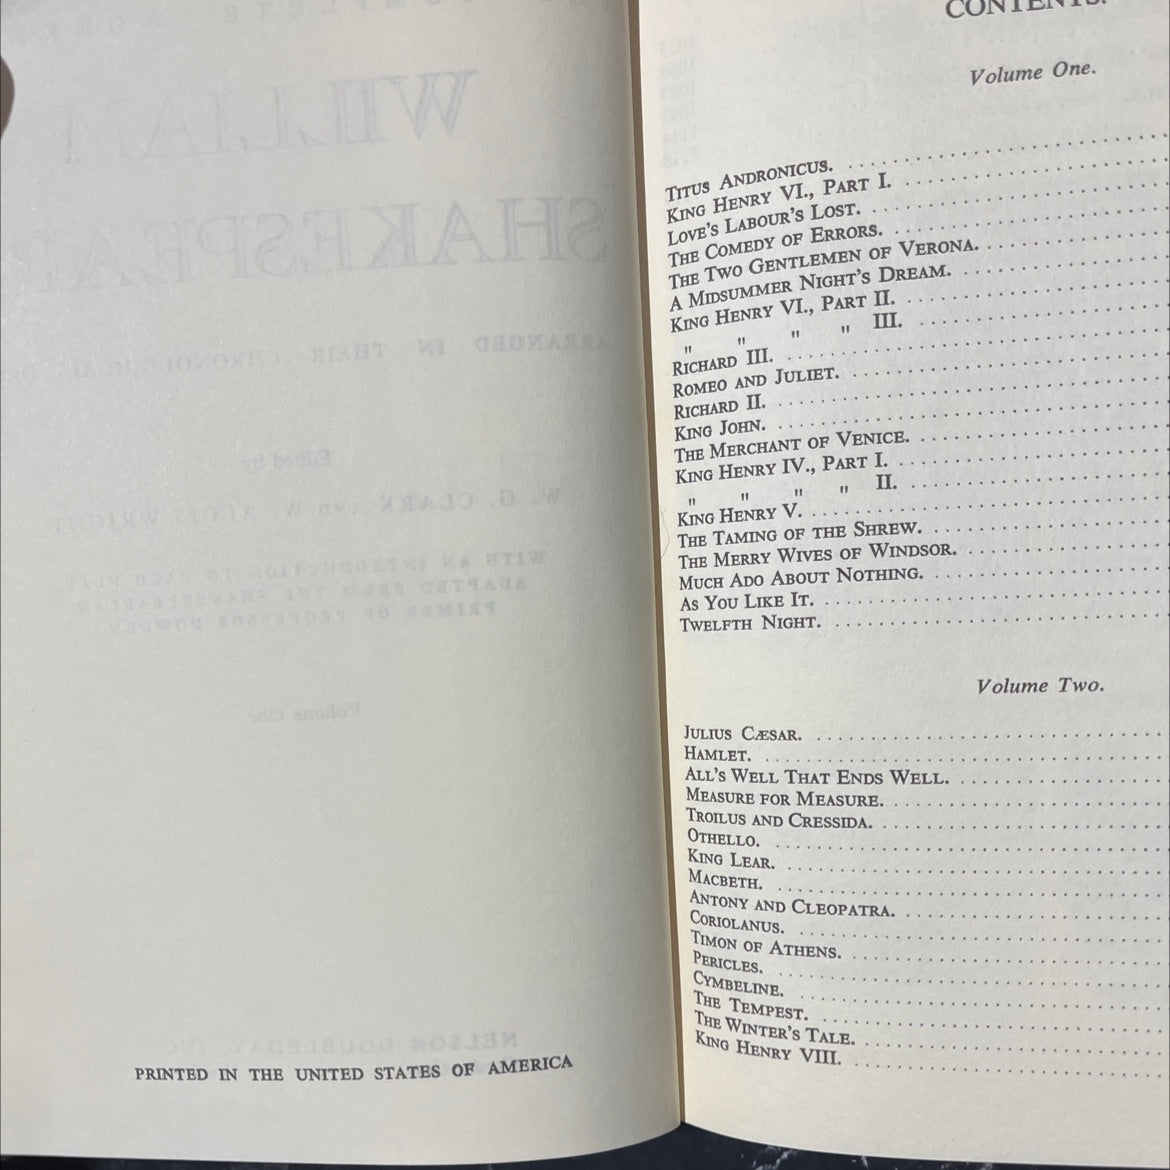 PRINTED IN THE UNITED STATES OF AMERICA
CONTENTS.
Volume One.
TITUS ANDRONICUS.
KING HENRY VI., PART I.
LOVE'S LABOUR'S LOST.
THE COMEDY OF ERRORS.
THE TWO GENTLEMEN OF VERONA.
A MIDSUMMER NIGHT'S DREAM.
KING HENRY VI., PART II.
" " " " III.
RICHARD III.
ROMEO AND JULIET.
RICHARD II.
KING JOHN.
THE MERCHANT OF VENICE.
KING HENRY IV., PART I.
" " " " II.
KING HENRY V.
THE TAMING OF THE SHREW.
THE MERRY WIVES OF WINDSOR.
MUCH ADO ABOUT NOTHING.
AS YOU LIKE IT.
TWELFTH NIGHT.
Volume Two.
JULIUS CÆSAR.
HAMLET.
ALL'S WELL THAT ENDS WELL.
MEASURE FOR MEASURE.
TROILUS AND CRESSIDA.
OTHELLO.
KING LEAR.
MACBETH.
ANTONY AND CLEOPATRA.
CORIOLANUS.
TIMON OF ATHENS.
PERICLES.
CYMBELINE.
THE TEMPEST.
THE WINTER'S TALE.
KING HENRY VIII.